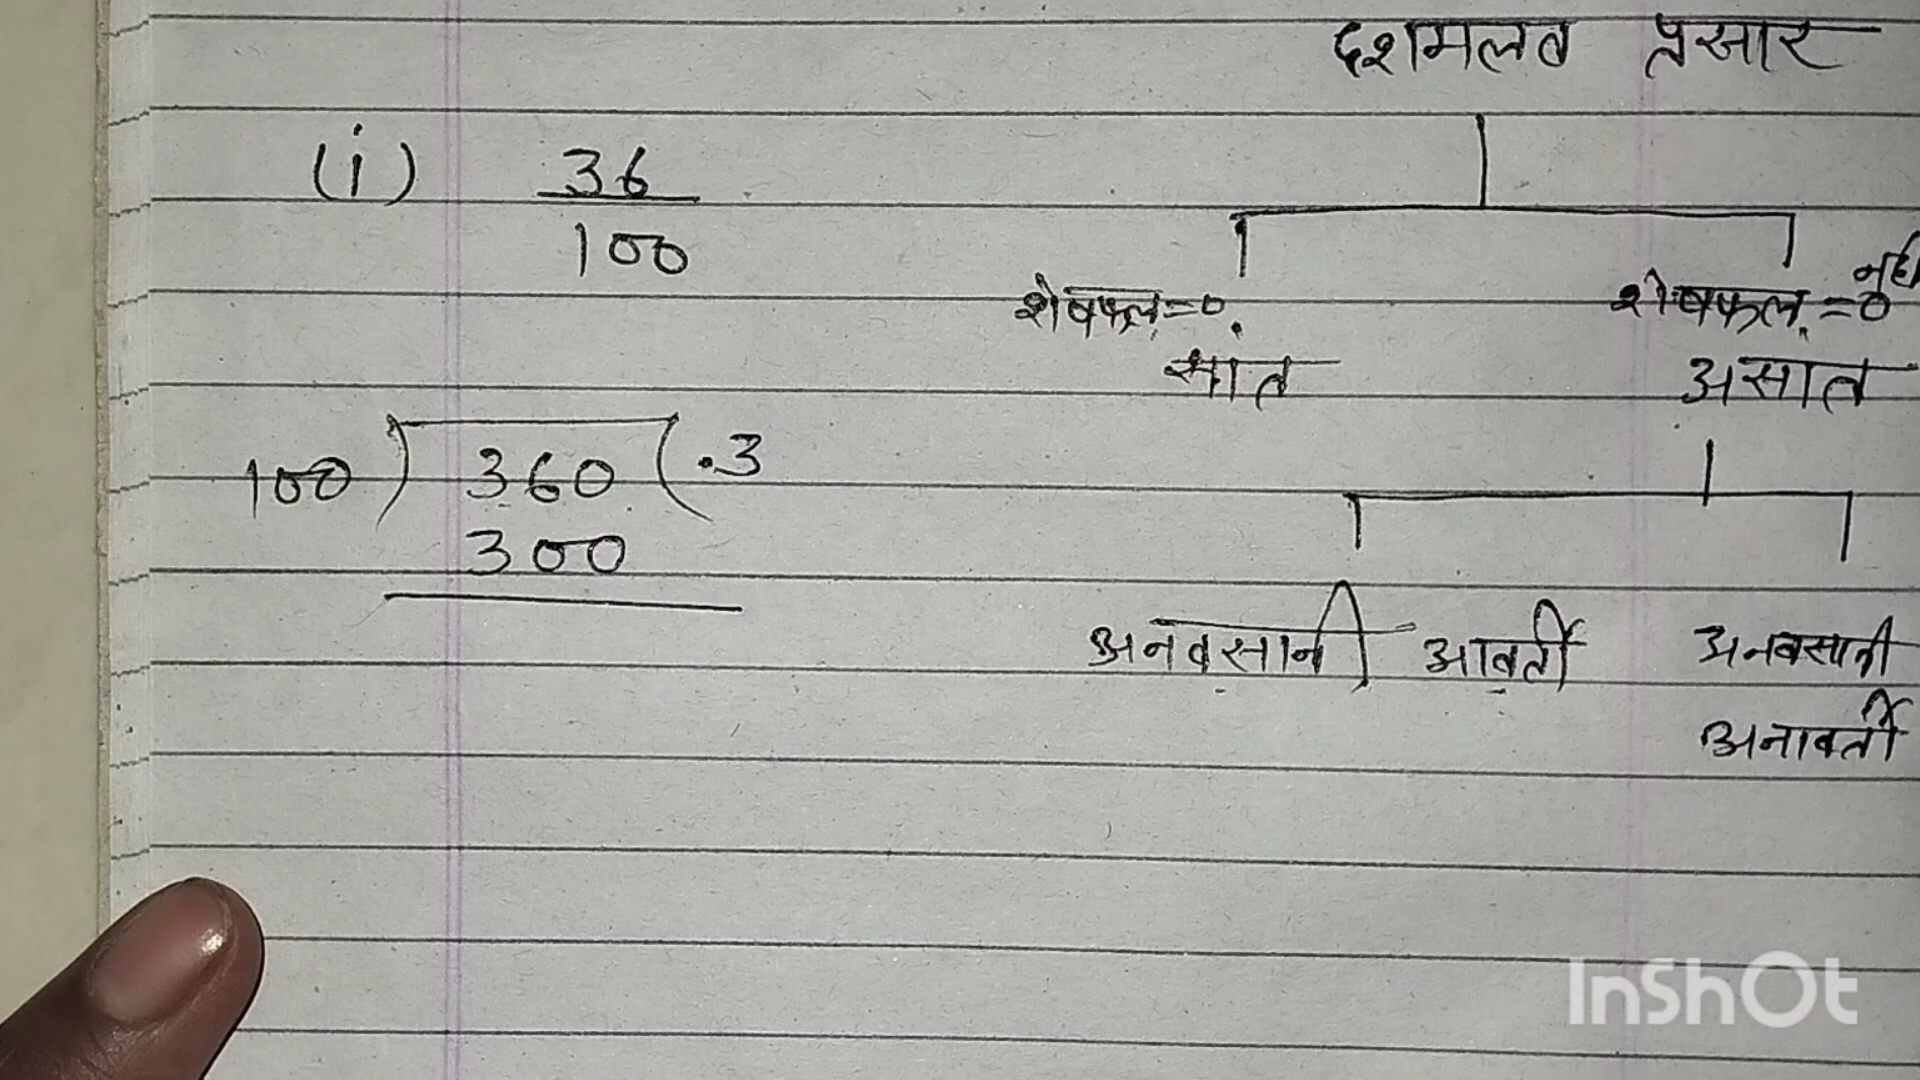 दशमलव प्रसार
(i) 36
100
शेषफल=0.
सांत
शेषफल=0 नहीं
असांत
100) 360 (.3
300
अनवसानी आवर्ती
अनवसानी
अनावर्ती
InShOt